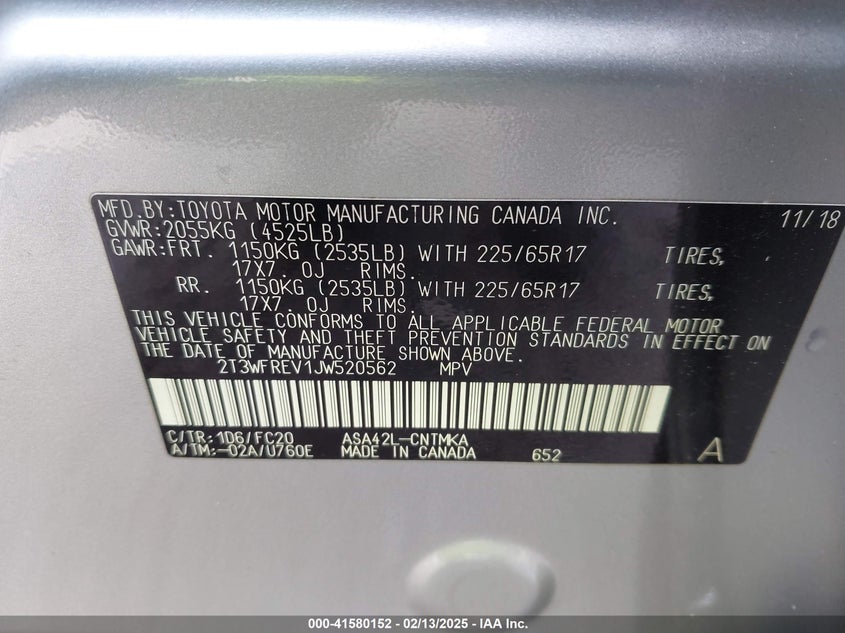 MFD.BY:TOYOTA MOTOR MANUFACTURING CANADA INC. 11/18
GVWR:2055KG (4525LB)
GAWR:FRT. 1150KG (2535LB) WITH 225/65R17 TIRES,
17X7.0J RIMS.
RR. 1150KG (2535LB) WITH 225/65R17 TIRES,
17X7.0J RIMS.
THIS VEHICLE CONFORMS TO ALL APPLICABLE FEDERAL MOTOR
VEHICLE SAFETY AND THEFT PREVENTION STANDARDS IN EFFECT ON
THE DATE OF MANUFACTURE SHOWN ABOVE.
2T3WFREV1JW520562 MPV
C/TR:1D6/FC20 ASA42L-CNTMKA
A/TM:-02A/U760E MADE IN CANADA 652 A
000-41580152 - 02/13/2025 - IAA Inc.